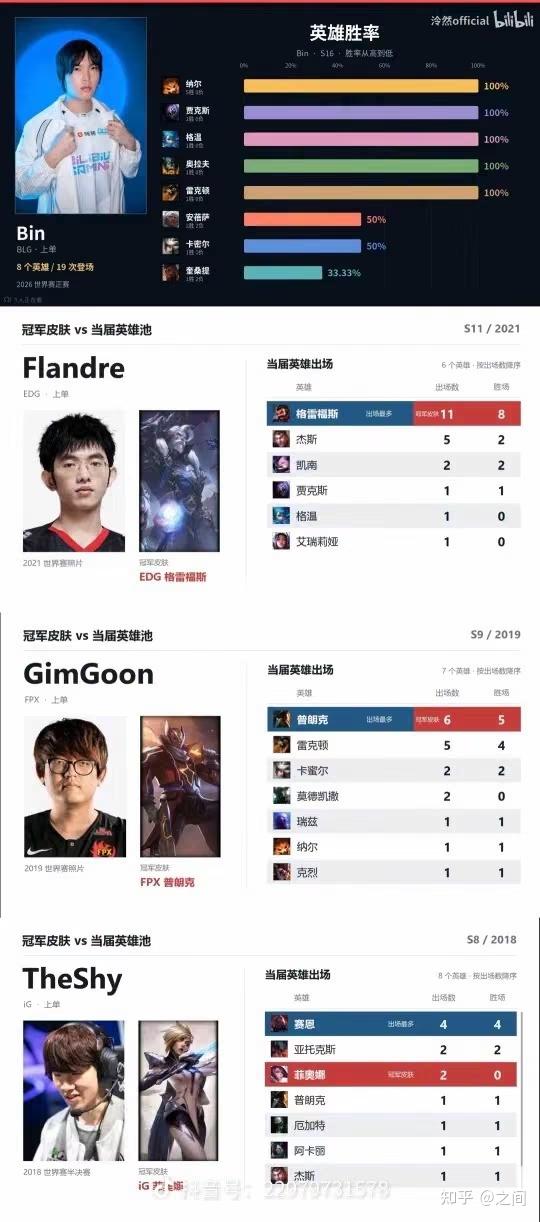 泠然official bilibili
英雄胜率
Bin · S16 · 胜率从高到低
0% 20% 40% 60% 80% 100%
纳尔 100%
贾克斯 100%
格温 100%
奥拉夫 100%
雷克顿 100%
安蓓萨 50%
卡密尔 50%
奎桑提 33.33%
Bin
BLG · 上单
8 个英雄 / 19 次登场
2026 世界赛正赛
冠军皮肤 vs 当届英雄池 S11 / 2021
Flandre
EDG · 上单
2021 世界赛照片
冠军皮肤
EDG 格雷福斯
当届英雄出场 6 个英雄 · 按出场数降序
英雄 出场数 胜场
格雷福斯 出场最多 冠军皮肤 11 8
杰斯 5 2
凯南 2 2
贾克斯 1 1
格温 1 0
艾瑞莉娅 1 0
冠军皮肤 vs 当届英雄池 S9 / 2019
GimGoon
FPX · 上单
2019 世界赛照片
冠军皮肤
FPX 普朗克
当届英雄出场 7 个英雄 · 按出场数降序
英雄 出场数 胜场
普朗克 出场最多 冠军皮肤 6 5
雷克顿 5 4
卡蜜尔 2 2
莫德凯撒 2 0
瑞兹 1 1
纳尔 1 1
克烈 1 1
冠军皮肤 vs 当届英雄池 S8 / 2018
TheShy
iG · 上单
2018 世界赛半决赛
冠军皮肤
iG 菲奥娜
当届英雄出场 8 个英雄 · 按出场数降序
英雄 出场数 胜场
赛恩 出场最多 4 4
亚托克斯 2 2
菲奥娜 冠军皮肤 2 0
普朗克 1 1
厄加特 1 1
阿卡丽 1 1
杰斯 1 1
抖音号：22079731578
知乎 @之间